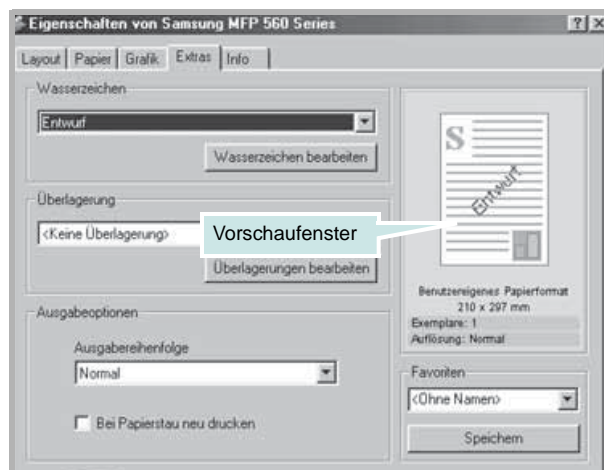 Eigenschaften von Samsung MFP 560 Series
Layout Papier Grafik Extras Info
Wasserzeichen
Entwurf
Wasserzeichen bearbeiten
Überlagerung
<Keine Überlagerung>
Überlagerungen bearbeiten
Ausgabeoptionen
Ausgabereihenfolge
Normal
Bei Papierstau neu drucken
Vorschaufenster
S
Entwurf
Benutzereigenes Papierformat
210 x 297 mm
Exemplare: 1
Auflösung: Normal
Favoriten
<Ohne Namen>
Speichern